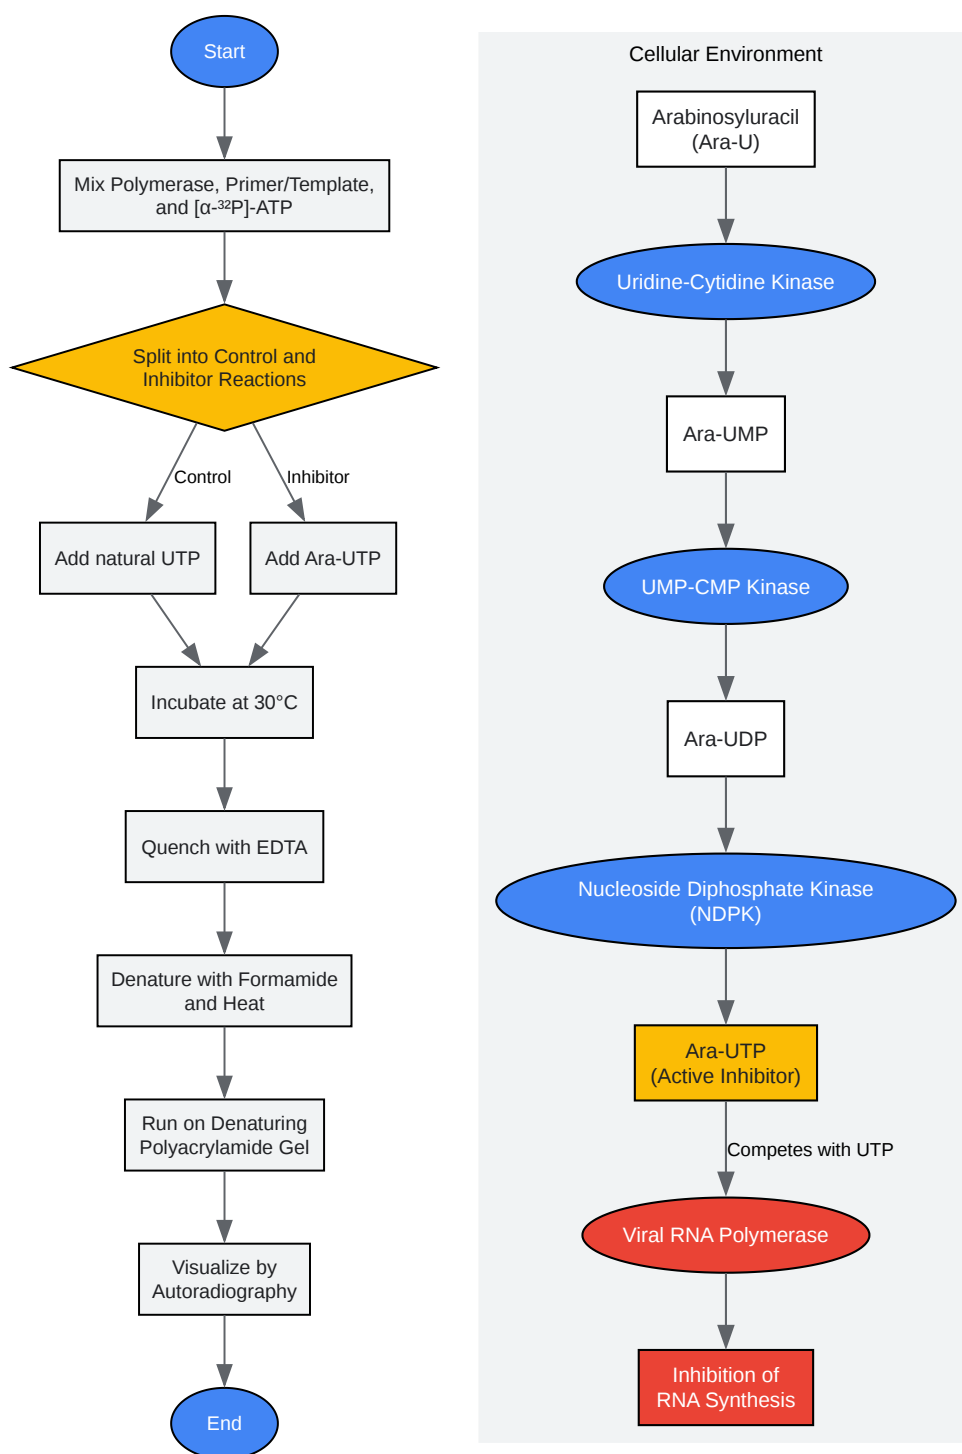 Start
Mix Polymerase, Primer/Template,
and [α-³²P]-ATP
Split into Control and
Inhibitor Reactions
Control
Inhibitor
Add natural UTP
Add Ara-UTP
Incubate at 30°C
Quench with EDTA
Denature with Formamide
and Heat
Run on Denaturing
Polyacrylamide Gel
Visualize by
Autoradiography
End
Cellular Environment
Arabinosyluracil
(Ara-U)
Uridine-Cytidine Kinase
Ara-UMP
UMP-CMP Kinase
Ara-UDP
Nucleoside Diphosphate Kinase
(NDPK)
Ara-UTP
(Active Inhibitor)
Competes with UTP
Viral RNA Polymerase
Inhibition of
RNA Synthesis